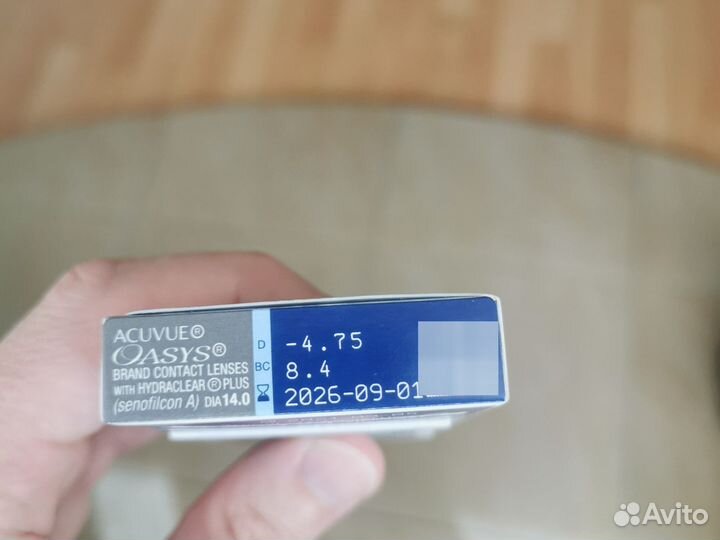 ACUVUE®
OASYS®
BRAND CONTACT LENSES
WITH HYDRACLEAR® PLUS
(senofilcon A) DIA 14.0
D -4.75
BC 8.4
2026-09-01
Avito